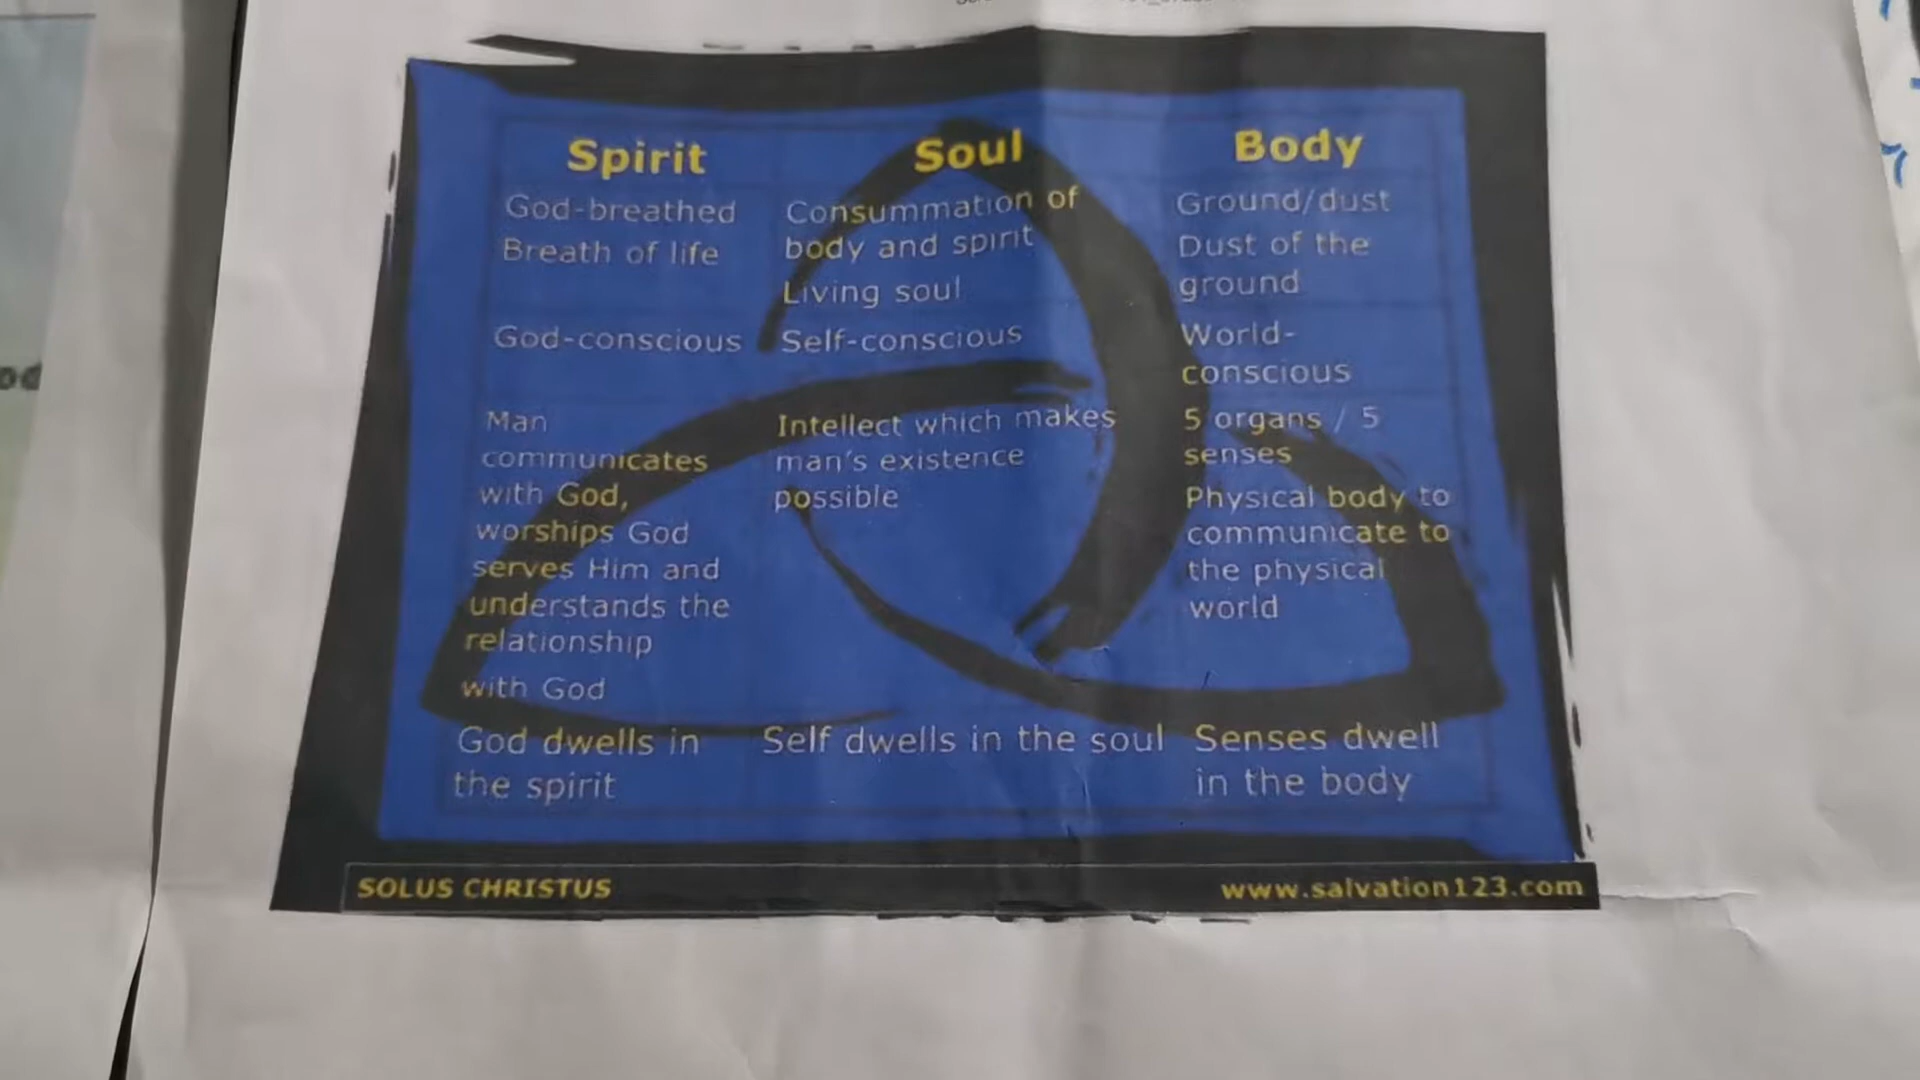 Spirit
Soul
Body
God-breathed
Breath of life
Consummation of
body and spirit
Living soul
Ground/dust
Dust of the
ground
God-conscious
Self-conscious
World-
conscious
Man
communicates
with God,
worships God
serves Him and
understands the
relationship
with God
Intellect which makes
man's existence
possible
5 organs / 5
senses
Physical body to
communicate to
the physical
world
God dwells in
the spirit
Self dwells in the soul
Senses dwell
in the body
SOLUS CHRISTUS
www.salvation123.com